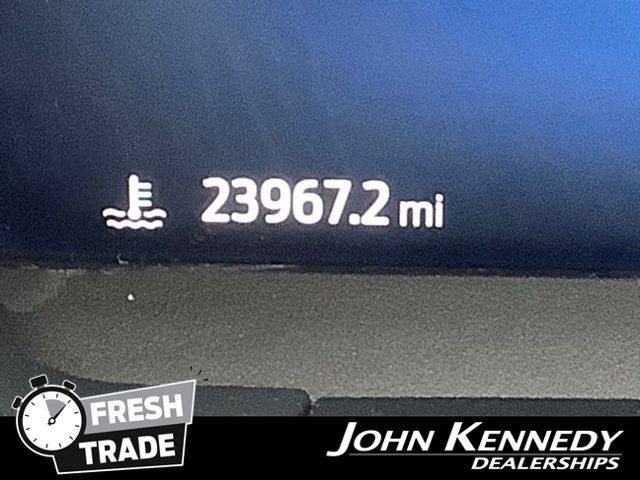 23967.2 mi
FRESH
TRADE
JOHN KENNEDY
DEALERSHIPS